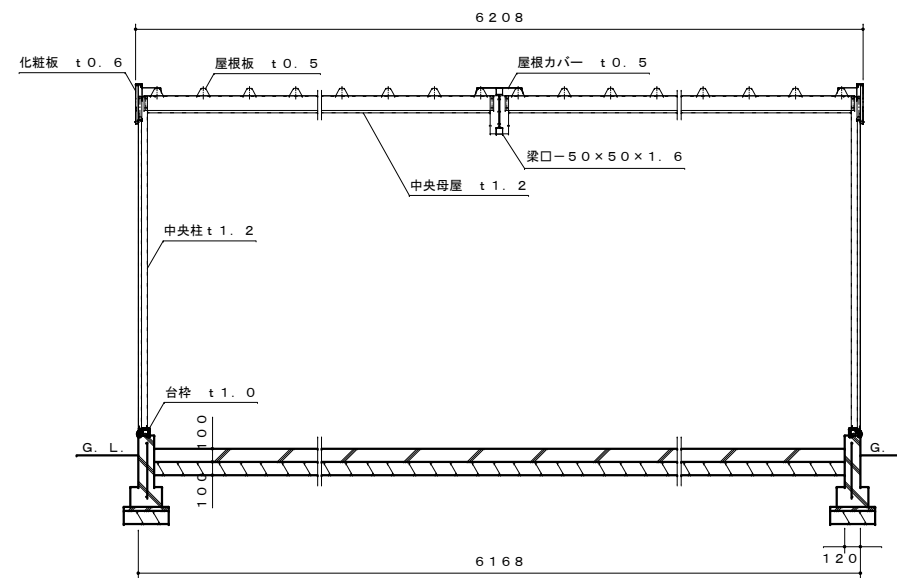 6208
化粧板 t0.6
屋根板 t0.5
屋根カバー t0.5
梁口-50×50×1.6
中央母屋 t1.2
中央柱t1.2
台枠 t1.0
G.L.
100
100
G.
120
6168